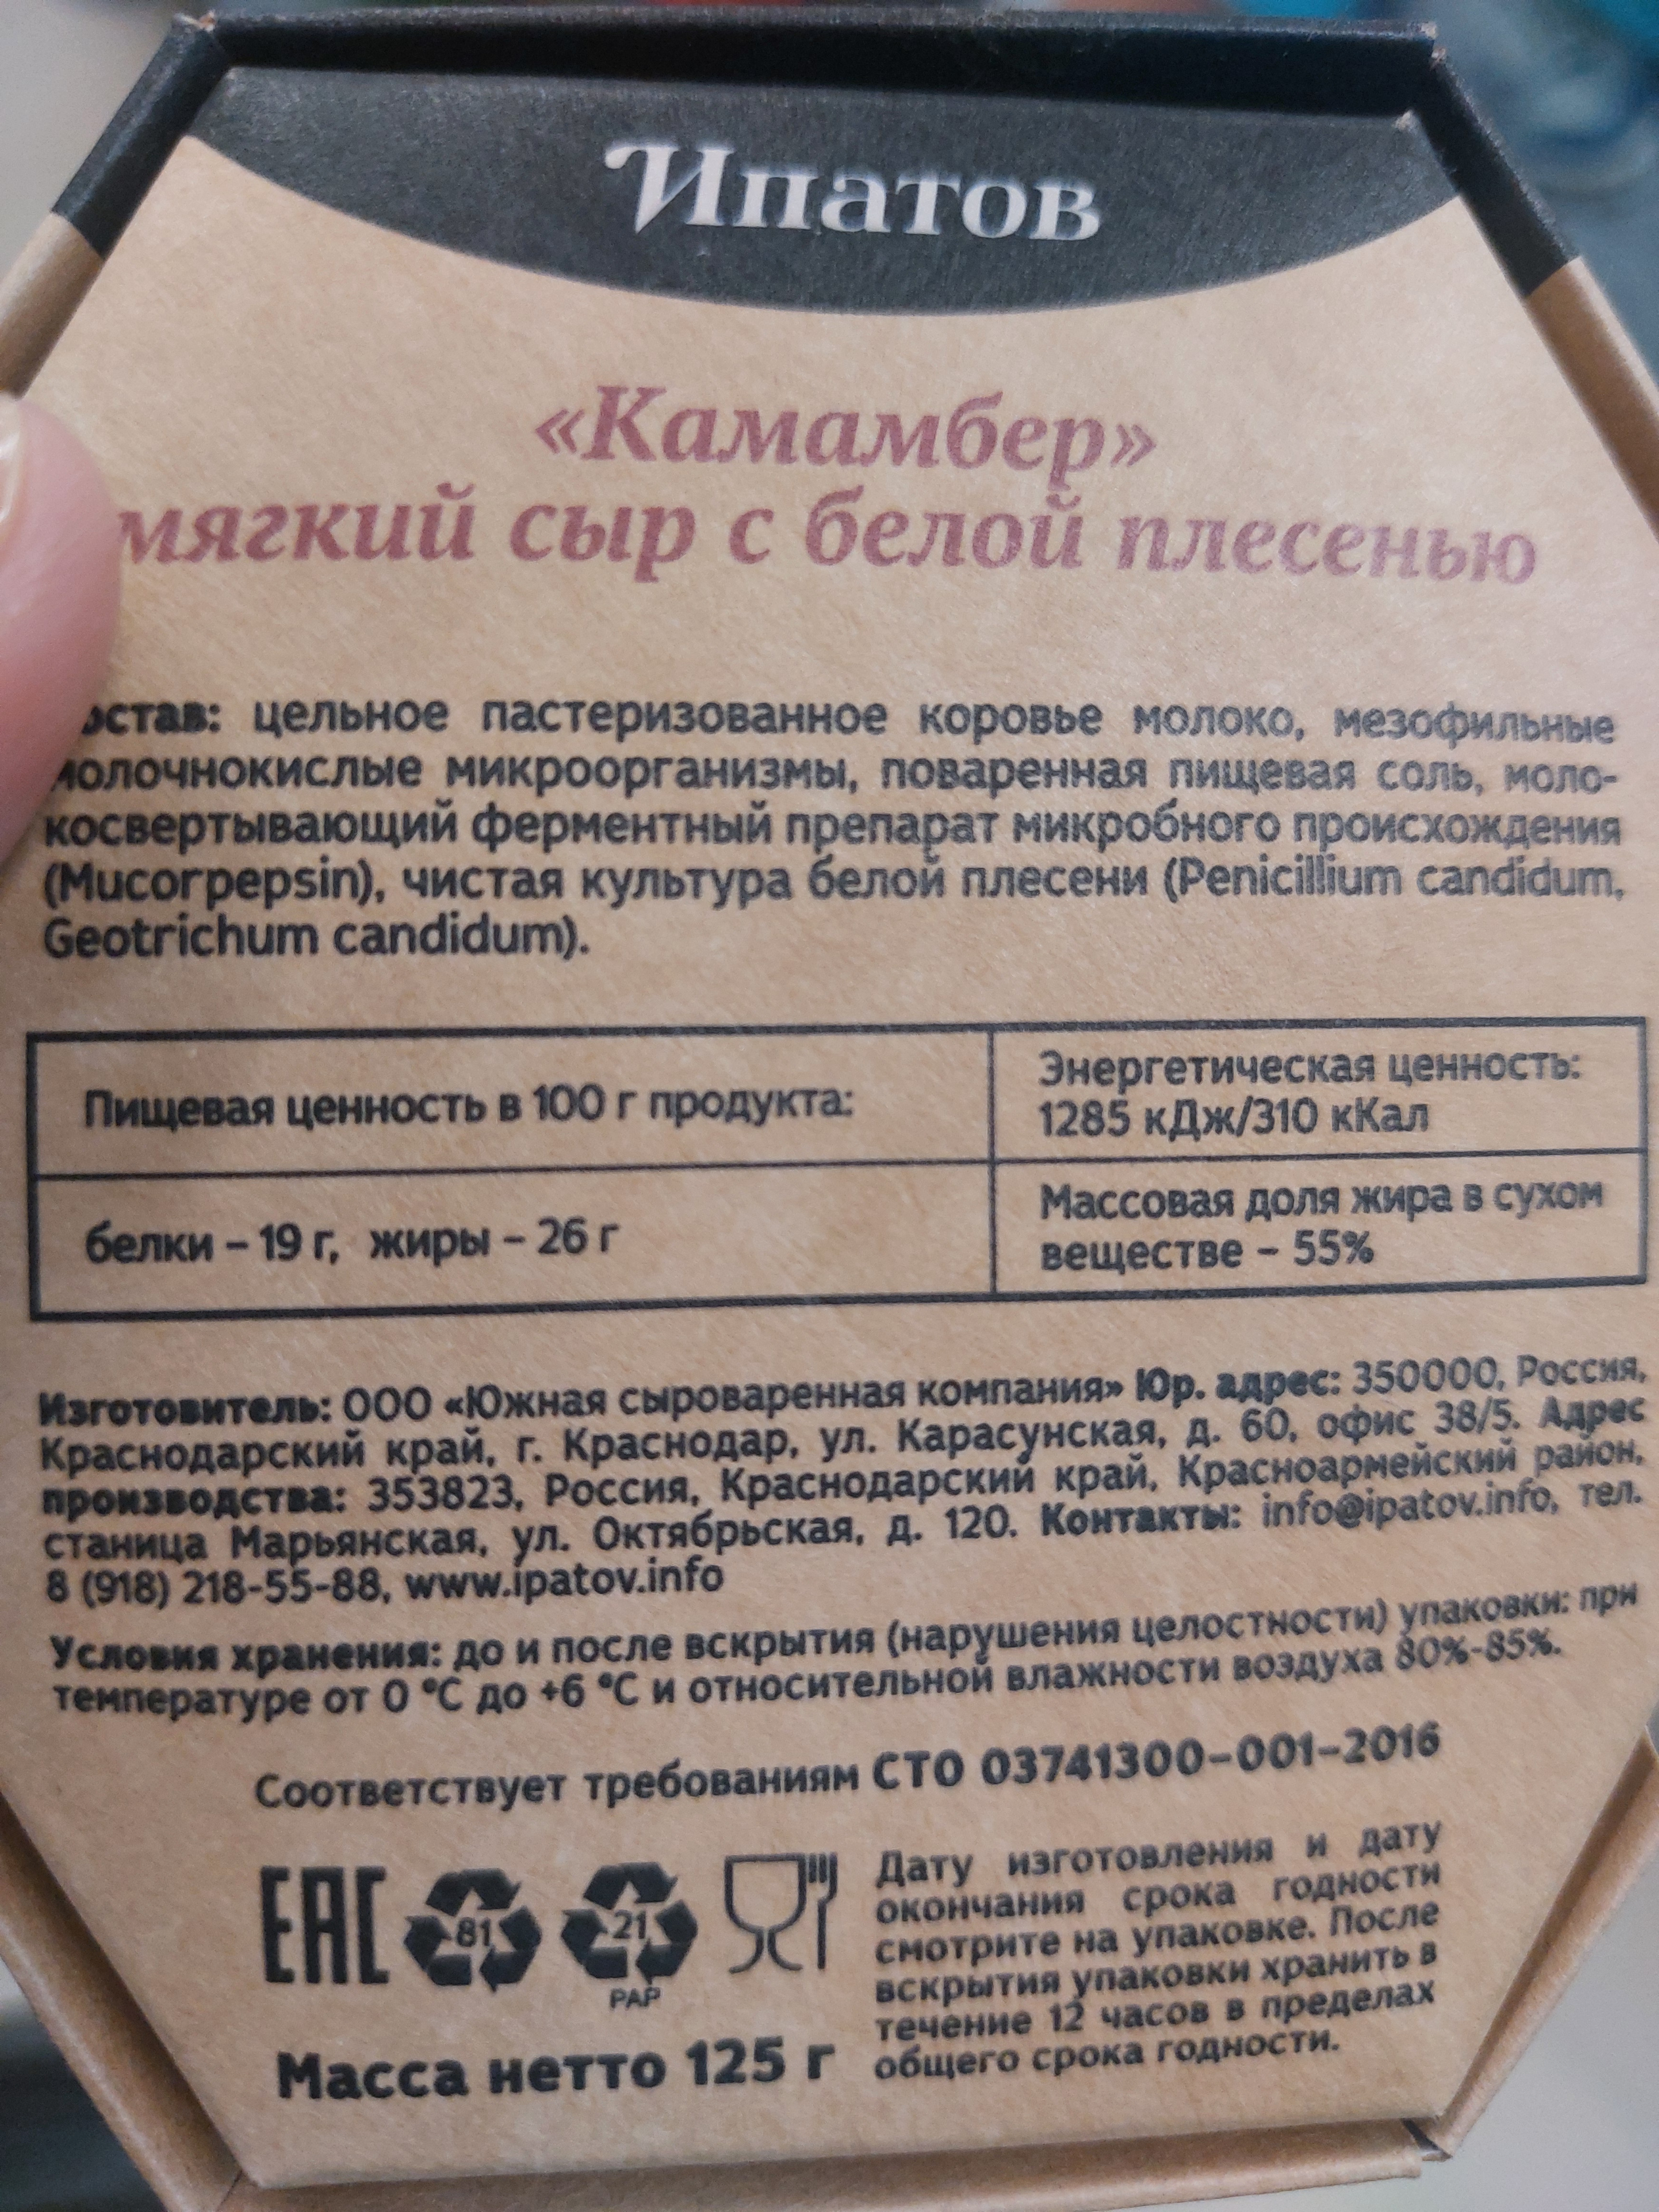 Ипатов
«Камамбер»
мягкий сыр с белой плесенью
остав: цельное пастеризованное коровье молоко, мезофильные
молочнокислые микроорганизмы, поваренная пищевая соль, моло-
косвертывающий ферментный препарат микробного происхождения
(Mucorpepsin), чистая культура белой плесени (Penicillium candidum,
Geotrichum candidum).
Пищевая ценность в 100 г продукта:
Энергетическая ценность:
1285 кДж/310 кКал
белки – 19 г, жиры – 26 г
Массовая доля жира в сухом
веществе – 55%
Изготовитель: ООО «Южная сыроваренная компания» Юр. адрес: 350000, Россия,
Краснодарский край, г. Краснодар, ул. Карасунская, д. 60, офис 38/5. Адрес
производства: 353823, Россия, Краснодарский край, Красноармейский район,
станица Марьянская, ул. Октябрьская, д. 120. Контакты: info@ipatov.info, тел.
8 (918) 218-55-88, www.ipatov.info
Условия хранения: до и после вскрытия (нарушения целостности) упаковки: при
температуре от 0 °С до +6 °С и относительной влажности воздуха 80%-85%.
Соответствует требованиям СТО 03741300-001-2016
EAC
81
21
PAP
Дату изготовления и дату
окончания срока годности
смотрите на упаковке. После
вскрытия упаковки хранить в
течение 12 часов в пределах
общего срока годности.
Масса нетто 125 г